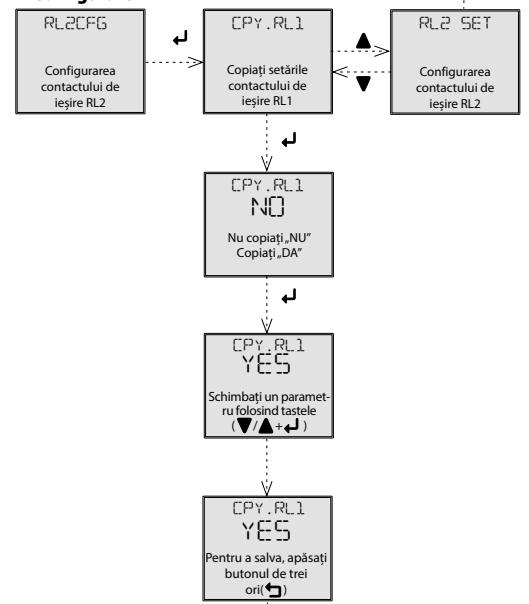 RL2CFG
Configurarea
contactului de
ieșire RL2
CPY.RL1
Copiați setările
contactului de
ieșire RL1
RL2 SET
Configurarea
contactului de
ieșire RL2
CPY.RL1
NO
Nu copiați „NU”
Copiați „DA”
CPY.RL1
YES
Schimbați un paramet-
ru folosind tastele
(▼/▲+↵)
CPY.RL1
YES
Pentru a salva, apăsați
butonul de trei
ori(↩)